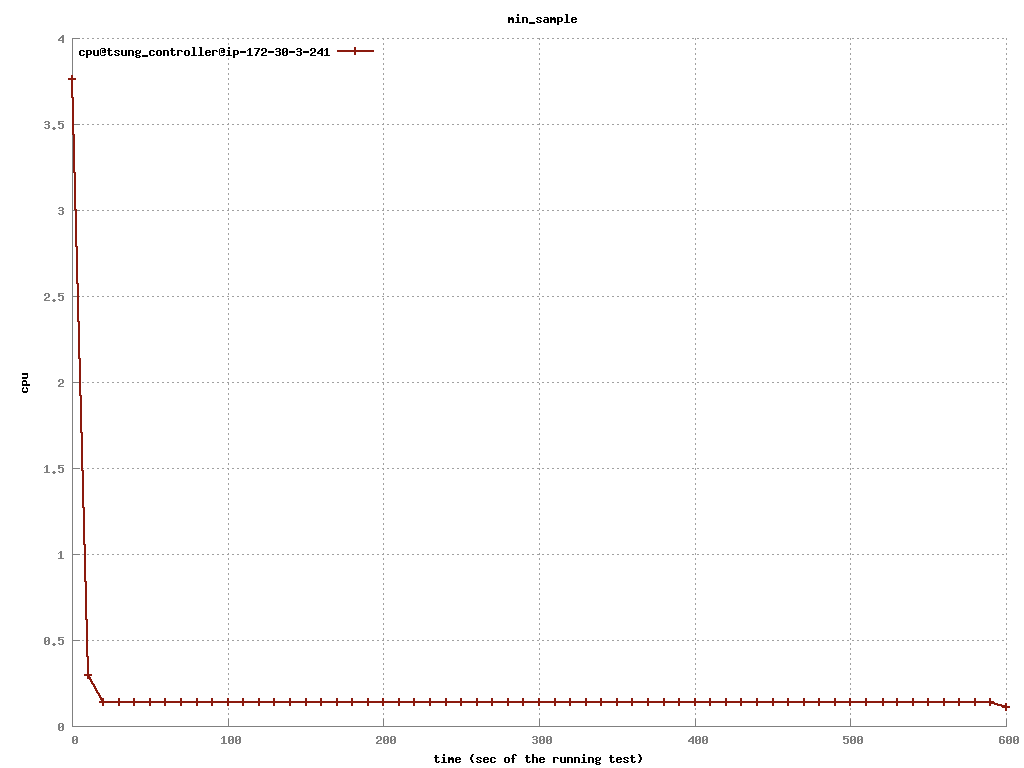 min_sample
cpu@tsung_controller@ip-172-30-3-241
4
3.5
3
2.5
2
1.5
1
0.5
0
cpu
0 100 200 300 400 500 600
time (sec of the running test)